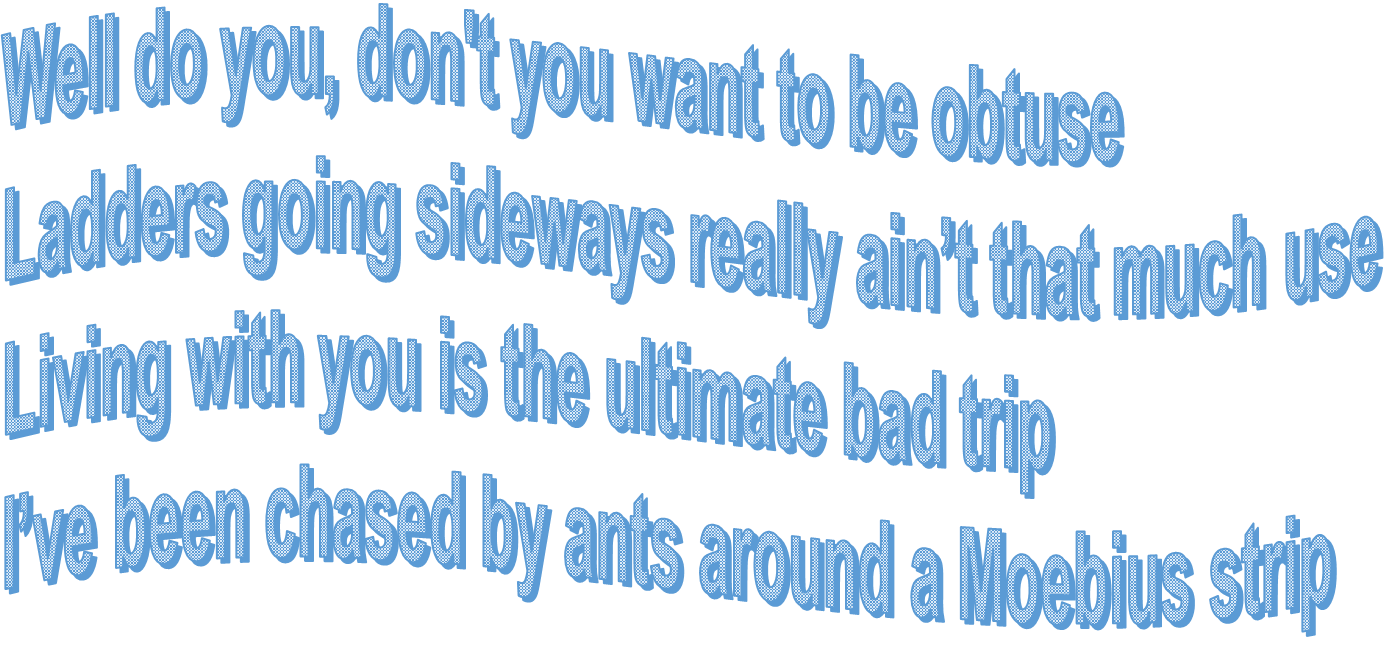 Well do you, don't you want to be obtuse
Ladders going sideways really ain’t that much use
Living with you is the ultimate bad trip
I’ve been chased by ants around a Moebius strip